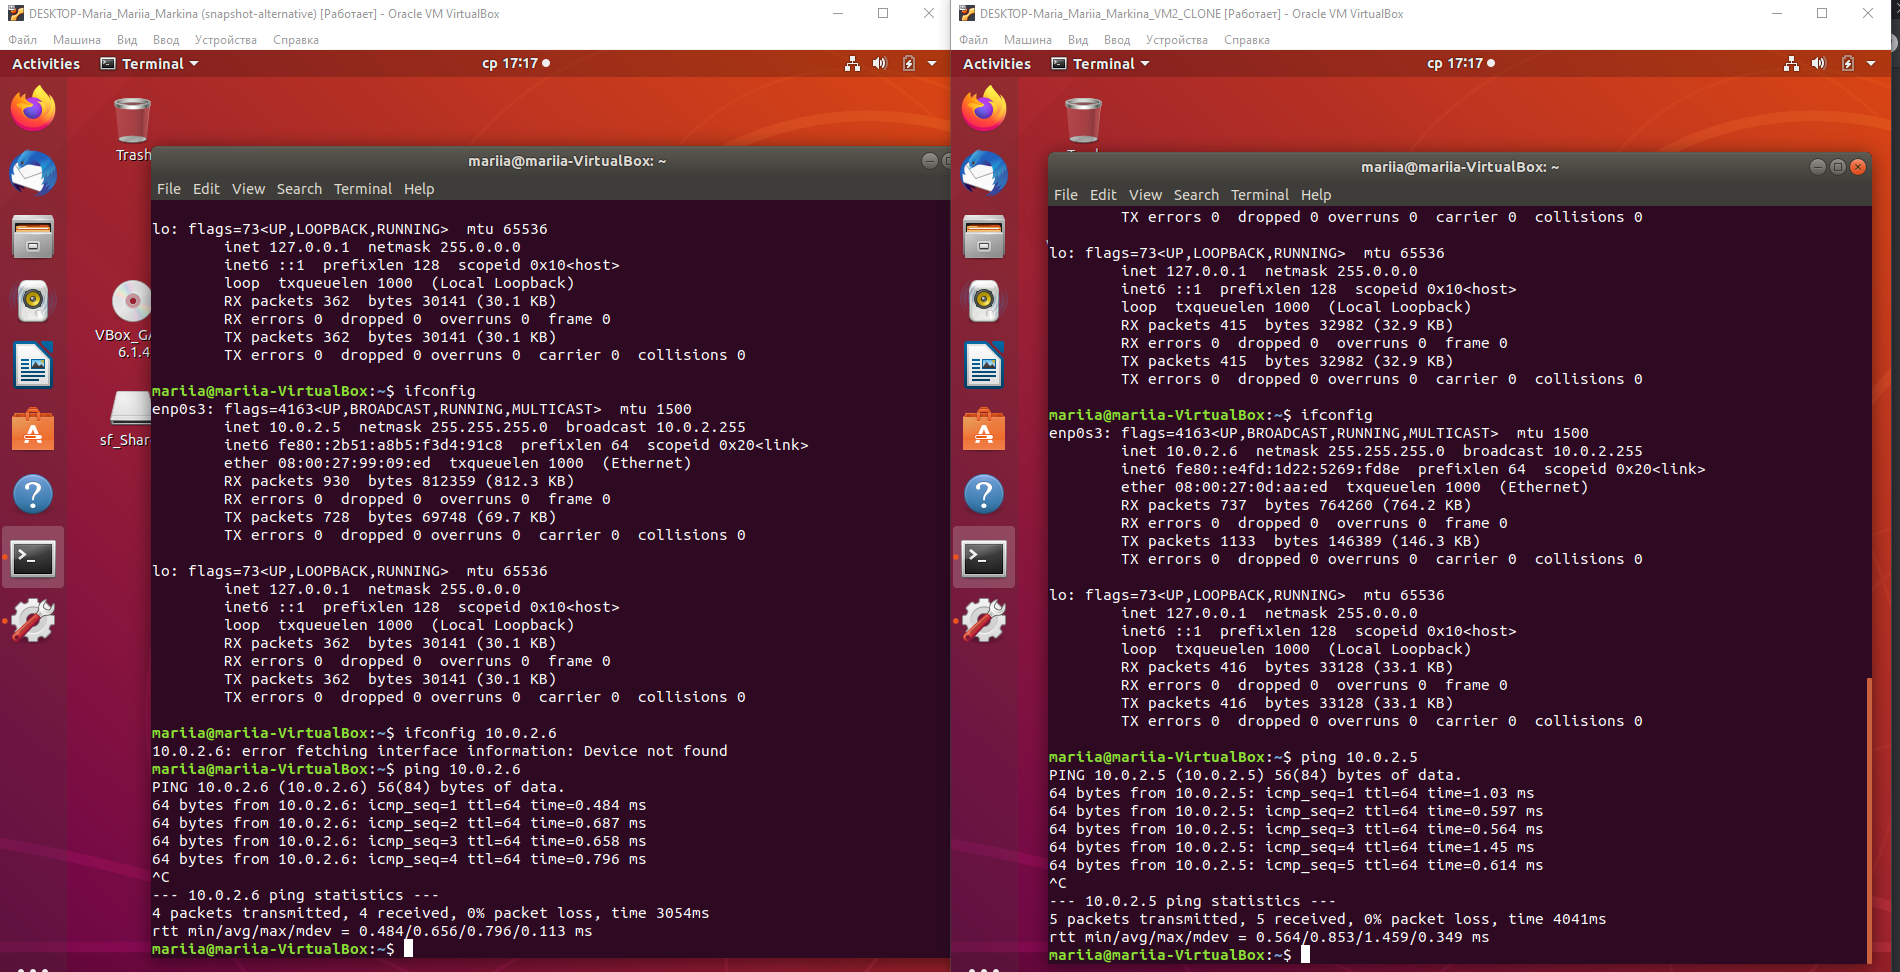 DESKTOP-Maria_Mariia_Markina (snapshot-alternative) [Работает] - Oracle VM VirtualBox
Файл Машина Вид Ввод Устройства Справка
Activities Terminal ср 17:17
Trash
VBox_GA
6.1.4
sf_Shar
mariia@mariia-VirtualBox: ~
File Edit View Search Terminal Help
lo: flags=73<UP,LOOPBACK,RUNNING>  mtu 65536
        inet 127.0.0.1  netmask 255.0.0.0
        inet6 ::1  prefixlen 128  scopeid 0x10<host>
        loop  txqueuelen 1000  (Local Loopback)
        RX packets 362  bytes 30141 (30.1 KB)
        RX errors 0  dropped 0  overruns 0  frame 0
        TX packets 362  bytes 30141 (30.1 KB)
        TX errors 0  dropped 0 overruns 0  carrier 0  collisions 0
mariia@mariia-VirtualBox:~$ ifconfig
enp0s3: flags=4163<UP,BROADCAST,RUNNING,MULTICAST>  mtu 1500
        inet 10.0.2.5  netmask 255.255.255.0  broadcast 10.0.2.255
        inet6 fe80::2b51:a8b5:f3d4:91c8  prefixlen 64  scopeid 0x20<link>
        ether 08:00:27:99:09:ed  txqueuelen 1000  (Ethernet)
        RX packets 930  bytes 812359 (812.3 KB)
        RX errors 0  dropped 0  overruns 0  frame 0
        TX packets 728  bytes 69748 (69.7 KB)
        TX errors 0  dropped 0 overruns 0  carrier 0  collisions 0
lo: flags=73<UP,LOOPBACK,RUNNING>  mtu 65536
        inet 127.0.0.1  netmask 255.0.0.0
        inet6 ::1  prefixlen 128  scopeid 0x10<host>
        loop  txqueuelen 1000  (Local Loopback)
        RX packets 362  bytes 30141 (30.1 KB)
        RX errors 0  dropped 0  overruns 0  frame 0
        TX packets 362  bytes 30141 (30.1 KB)
        TX errors 0  dropped 0 overruns 0  carrier 0  collisions 0
mariia@mariia-VirtualBox:~$ ifconfig 10.0.2.6
10.0.2.6: error fetching interface information: Device not found
mariia@mariia-VirtualBox:~$ ping 10.0.2.6
PING 10.0.2.6 (10.0.2.6) 56(84) bytes of data.
64 bytes from 10.0.2.6: icmp_seq=1 ttl=64 time=0.484 ms
64 bytes from 10.0.2.6: icmp_seq=2 ttl=64 time=0.687 ms
64 bytes from 10.0.2.6: icmp_seq=3 ttl=64 time=0.658 ms
64 bytes from 10.0.2.6: icmp_seq=4 ttl=64 time=0.796 ms
^C
--- 10.0.2.6 ping statistics ---
4 packets transmitted, 4 received, 0% packet loss, time 3054ms
rtt min/avg/max/mdev = 0.484/0.656/0.796/0.113 ms
mariia@mariia-VirtualBox:~$
DESKTOP-Maria_Mariia_Markina_VM2_CLONE [Работает] - Oracle VM VirtualBox
Файл Машина Вид Ввод Устройства Справка
Activities Terminal ср 17:17
mariia@mariia-VirtualBox: ~
File Edit View Search Terminal Help
        TX errors 0  dropped 0 overruns 0  carrier 0  collisions 0
lo: flags=73<UP,LOOPBACK,RUNNING>  mtu 65536
        inet 127.0.0.1  netmask 255.0.0.0
        inet6 ::1  prefixlen 128  scopeid 0x10<host>
        loop  txqueuelen 1000  (Local Loopback)
        RX packets 415  bytes 32982 (32.9 KB)
        RX errors 0  dropped 0  overruns 0  frame 0
        TX packets 415  bytes 32982 (32.9 KB)
        TX errors 0  dropped 0 overruns 0  carrier 0  collisions 0
mariia@mariia-VirtualBox:~$ ifconfig
enp0s3: flags=4163<UP,BROADCAST,RUNNING,MULTICAST>  mtu 1500
        inet 10.0.2.6  netmask 255.255.255.0  broadcast 10.0.2.255
        inet6 fe80::e4fd:1d22:5269:fd8e  prefixlen 64  scopeid 0x20<link>
        ether 08:00:27:0d:aa:ed  txqueuelen 1000  (Ethernet)
        RX packets 737  bytes 764260 (764.2 KB)
        RX errors 0  dropped 0  overruns 0  frame 0
        TX packets 1133  bytes 146389 (146.3 KB)
        TX errors 0  dropped 0 overruns 0  carrier 0  collisions 0
lo: flags=73<UP,LOOPBACK,RUNNING>  mtu 65536
        inet 127.0.0.1  netmask 255.0.0.0
        inet6 ::1  prefixlen 128  scopeid 0x10<host>
        loop  txqueuelen 1000  (Local Loopback)
        RX packets 416  bytes 33128 (33.1 KB)
        RX errors 0  dropped 0  overruns 0  frame 0
        TX packets 416  bytes 33128 (33.1 KB)
        TX errors 0  dropped 0 overruns 0  carrier 0  collisions 0
mariia@mariia-VirtualBox:~$ ping 10.0.2.5
PING 10.0.2.5 (10.0.2.5) 56(84) bytes of data.
64 bytes from 10.0.2.5: icmp_seq=1 ttl=64 time=1.03 ms
64 bytes from 10.0.2.5: icmp_seq=2 ttl=64 time=0.597 ms
64 bytes from 10.0.2.5: icmp_seq=3 ttl=64 time=0.564 ms
64 bytes from 10.0.2.5: icmp_seq=4 ttl=64 time=1.45 ms
64 bytes from 10.0.2.5: icmp_seq=5 ttl=64 time=0.614 ms
^C
--- 10.0.2.5 ping statistics ---
5 packets transmitted, 5 received, 0% packet loss, time 4041ms
rtt min/avg/max/mdev = 0.564/0.853/1.459/0.349 ms
mariia@mariia-VirtualBox:~$